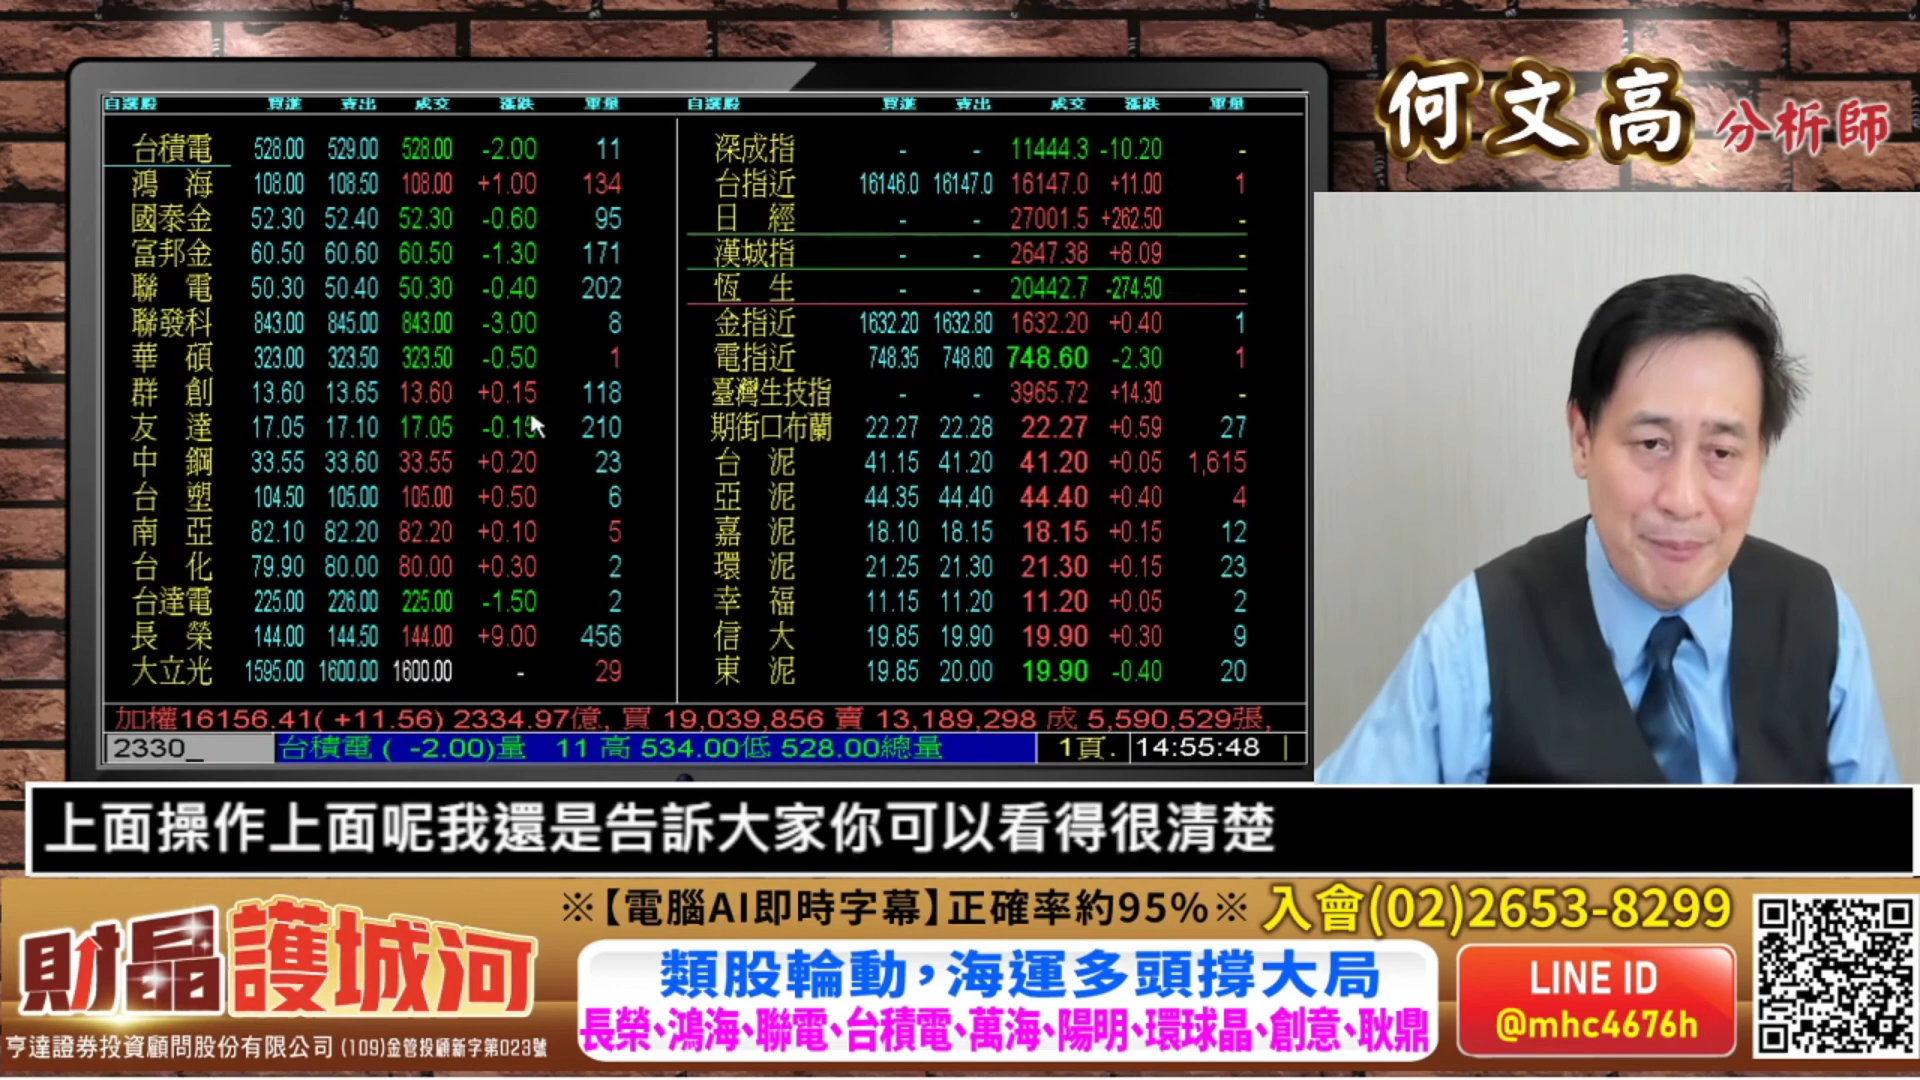 何文高 分析師
自選股 買進 賣出 成交 漲跌 單量 自選股 買進 賣出 成交 漲跌 單量
台積電 528.00 529.00 528.00 -2.00 11 深成指 - - 11444.3 -10.20 -
鴻海 108.00 108.50 108.00 +1.00 134 台指近 16146.0 16147.0 16147.0 +11.00 1
國泰金 52.30 52.40 52.30 -0.60 95 日經 - - 27001.5 +262.50 -
富邦金 60.50 60.60 60.50 -1.30 171 漢城指 - - 2647.38 +8.09 -
聯電 50.30 50.40 50.30 -0.40 202 恆生 - - 20442.7 -274.50 -
聯發科 843.00 845.00 843.00 -3.00 8 金指近 1632.20 1632.80 1632.20 +0.40 1
華碩 323.00 323.50 323.50 -0.50 1 電指近 748.35 748.60 748.60 -2.30 1
群創 13.60 13.65 13.60 +0.15 118 臺灣生技指 - - 3965.72 +14.30 -
友達 17.05 17.10 17.05 -0.15 210 期街口布蘭 22.27 22.28 22.27 +0.59 27
中鋼 33.55 33.60 33.55 +0.20 23 台泥 41.15 41.20 41.20 +0.05 1,615
台塑 104.50 105.00 105.00 +0.50 6 亞泥 44.35 44.40 44.40 +0.40 4
南亞 82.10 82.20 82.20 +0.10 5 嘉泥 18.10 18.15 18.15 +0.15 12
台化 79.90 80.00 80.00 +0.30 2 環泥 21.25 21.30 21.30 +0.15 23
台達電 225.00 226.00 225.00 -1.50 2 幸福 11.15 11.20 11.20 +0.05 2
長榮 144.00 144.50 144.00 +9.00 456 信大 19.85 19.90 19.90 +0.30 9
大立光 1595.00 1600.00 1600.00 - 29 東泥 19.85 20.00 19.90 -0.40 20
加權16156.41( +11.56) 2334.97億, 買 19,039,856 賣 13,189,298 成 5,590,529張,
2330_ 台積電 ( -2.00)量 11 高 534.00低 528.00總量 1頁. 14:55:48
上面操作上面呢我還是告訴大家你可以看得很清楚
※【電腦AI即時字幕】正確率約95%※ 入會(02)2653-8299
財晶護城河
類股輪動,海運多頭撐大局
長榮、鴻海、聯電、台積電、萬海、陽明、環球晶、創意、耿鼎
LINE ID
@mhc4676h
亨達證券投資顧問股份有限公司 (109)金管投顧新字第023號